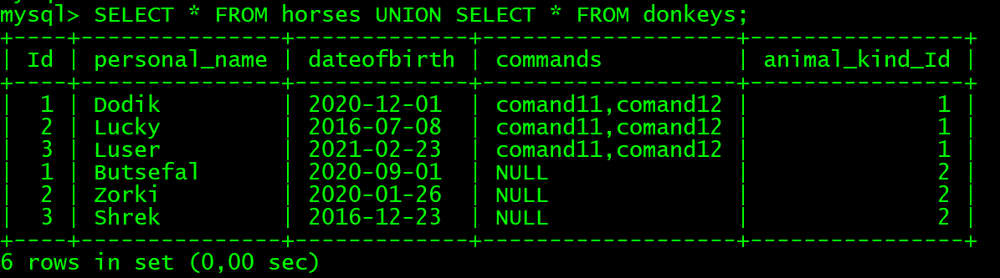 mysql> SELECT * FROM horses UNION SELECT * FROM donkeys;
+----+---------------+-------------+-------------------+----------------+
| Id | personal_name | dateofbirth | commands          | animal_kind_Id |
+----+---------------+-------------+-------------------+----------------+
|  1 | Dodik         | 2020-12-01  | comand11,comand12 |              1 |
|  2 | Lucky         | 2016-07-08  | comand11,comand12 |              1 |
|  3 | Luser         | 2021-02-23  | comand11,comand12 |              1 |
|  1 | Butsefal      | 2020-09-01  | NULL              |              2 |
|  2 | Zorki         | 2020-01-26  | NULL              |              2 |
|  3 | Shrek         | 2016-12-23  | NULL              |              2 |
+----+---------------+-------------+-------------------+----------------+
6 rows in set (0,00 sec)